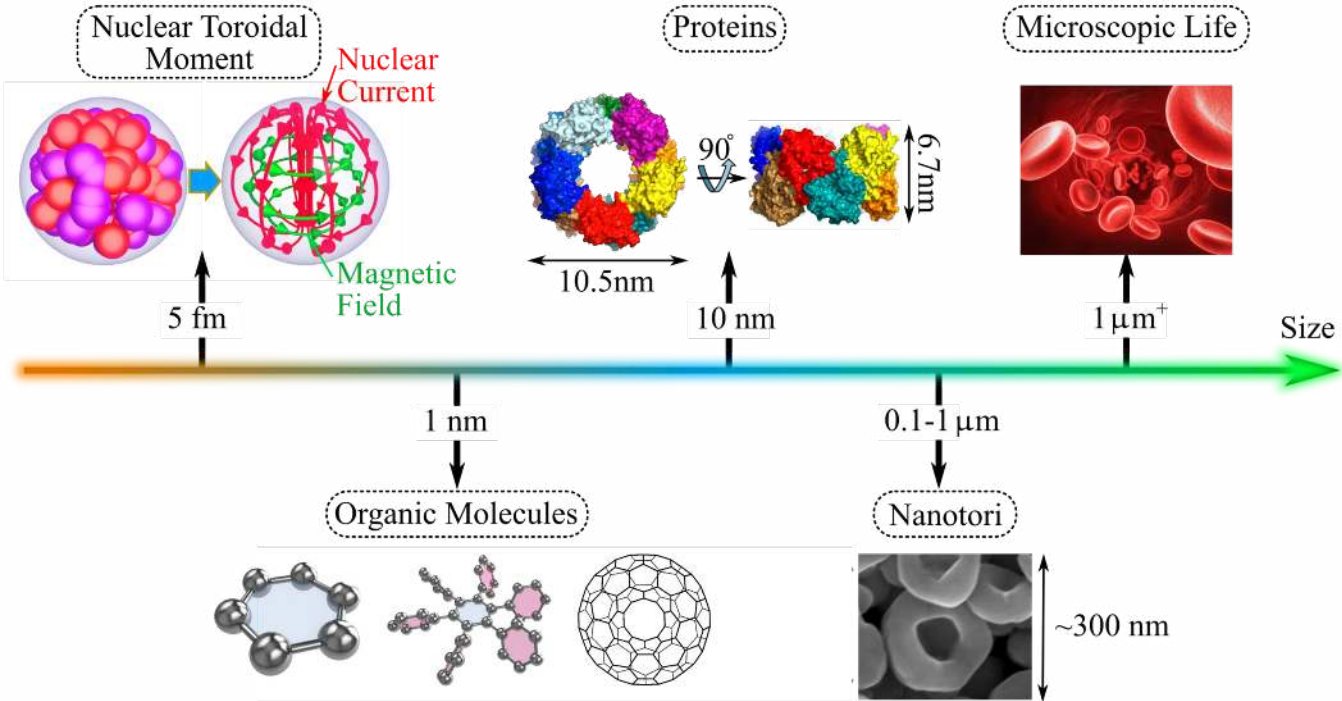 Nuclear Toroidal
Moment
Nuclear
Current
Magnetic
Field
5 fm
Proteins
90°
6.7nm
10.5nm
10 nm
Microscopic Life
1 μm⁺
Size
1 nm
Organic Molecules
0.1-1 μm
Nanotori
~300 nm